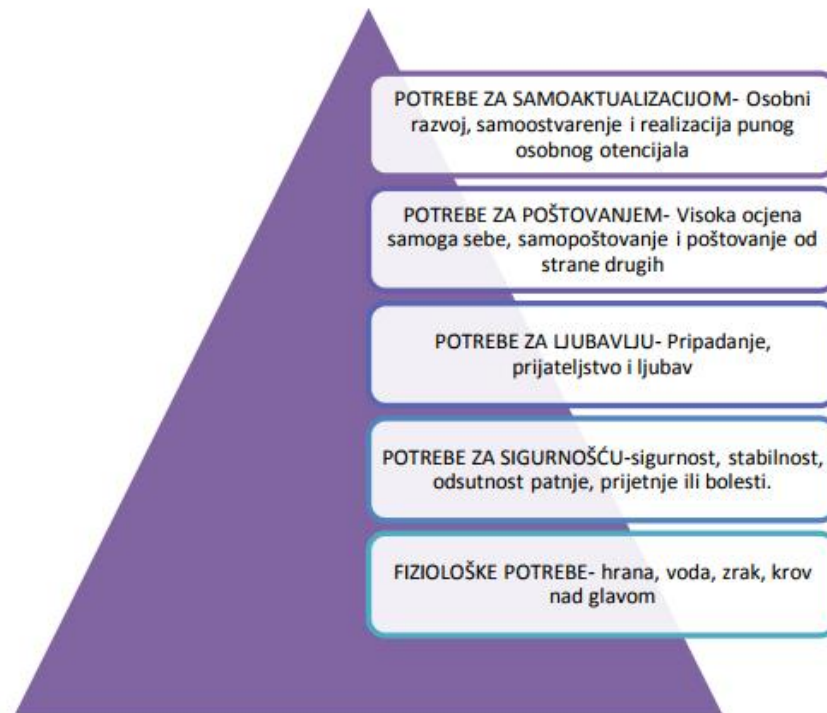 POTREBE ZA SAMOAKTUALIZACIJOM- Osobni
razvoj, samoostvarenje i realizacija punog
osobnog otencijala
POTREBE ZA POŠTOVANJEM- Visoka ocjena
samoga sebe, samopoštovanje i poštovanje od
strane drugih
POTREBE ZA LJUBAVLJU- Pripadanje,
prijateljstvo i ljubav
POTREBE ZA SIGURNOŠĆU-sigurnost, stabilnost,
odsutnost patnje, prijetnje ili bolesti.
FIZIOLOŠKE POTREBE- hrana, voda, zrak, krov
nad glavom